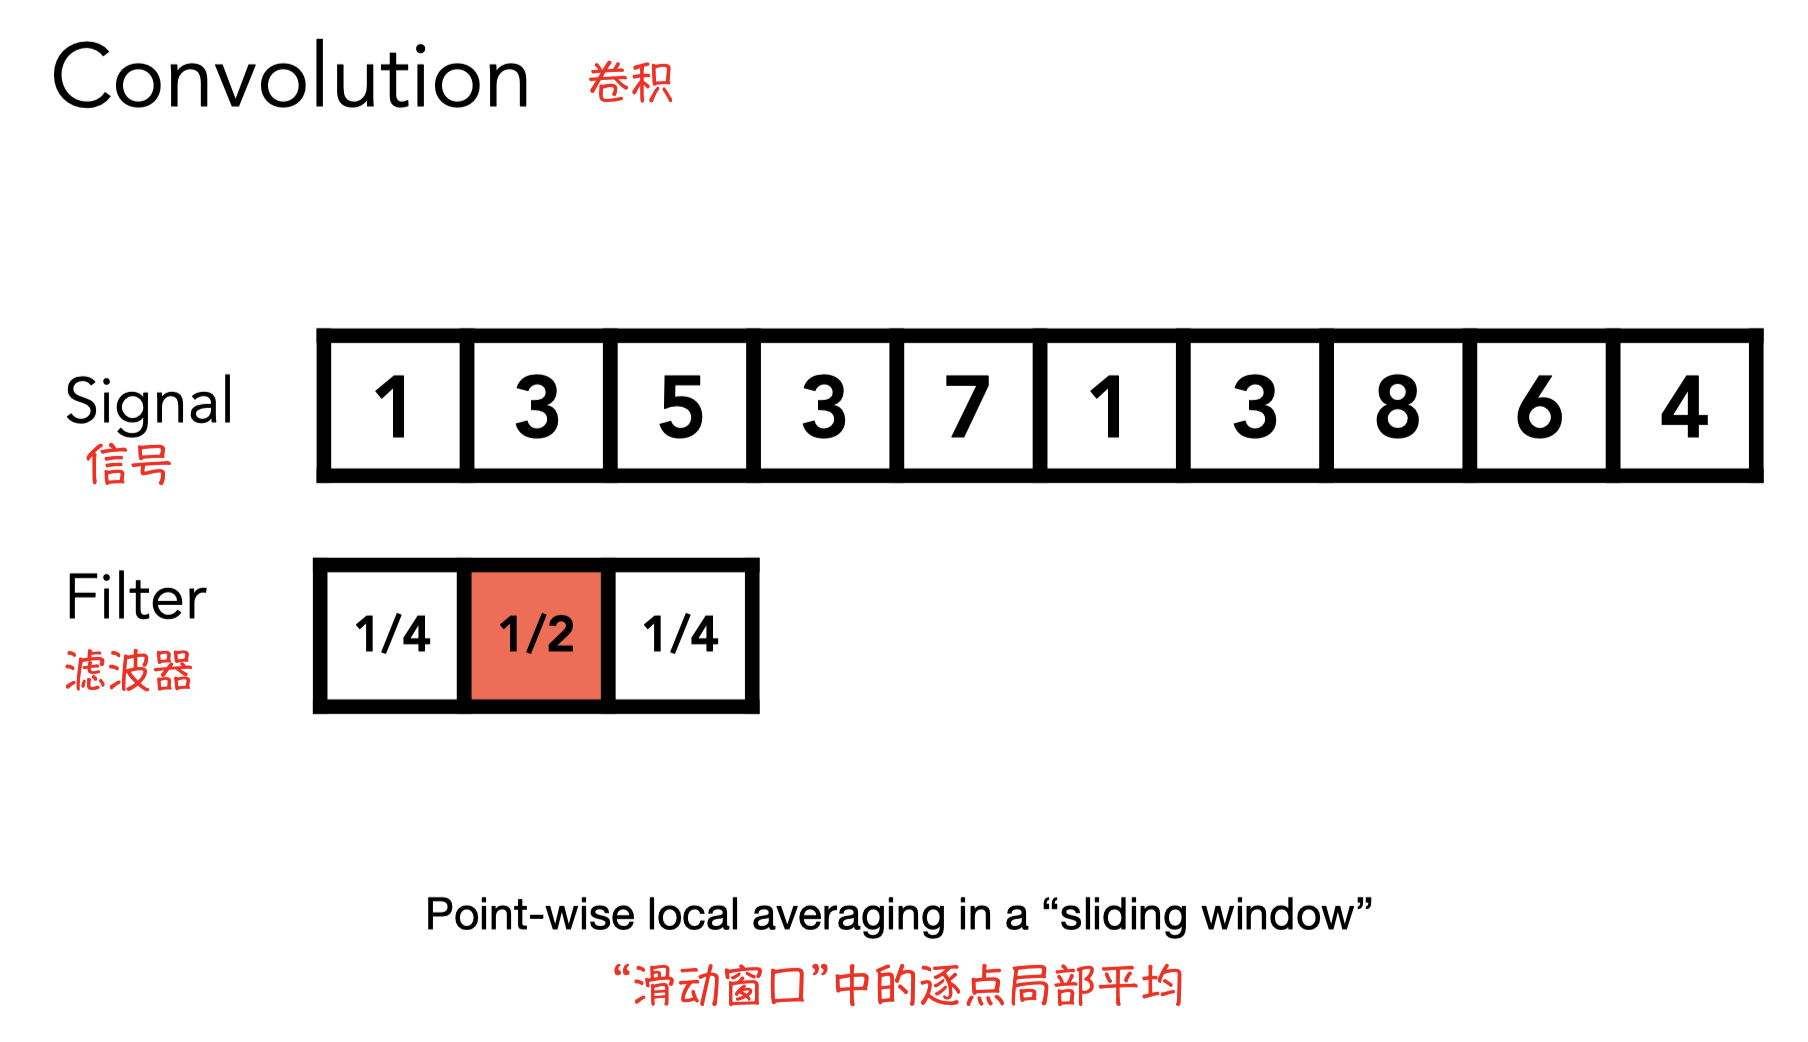 Convolution 卷积
Signal 1 3 5 3 7 1 3 8 6 4
信号
Filter 1/4 1/2 1/4
滤波器
Point-wise local averaging in a “sliding window”
“滑动窗口”中的逐点局部平均